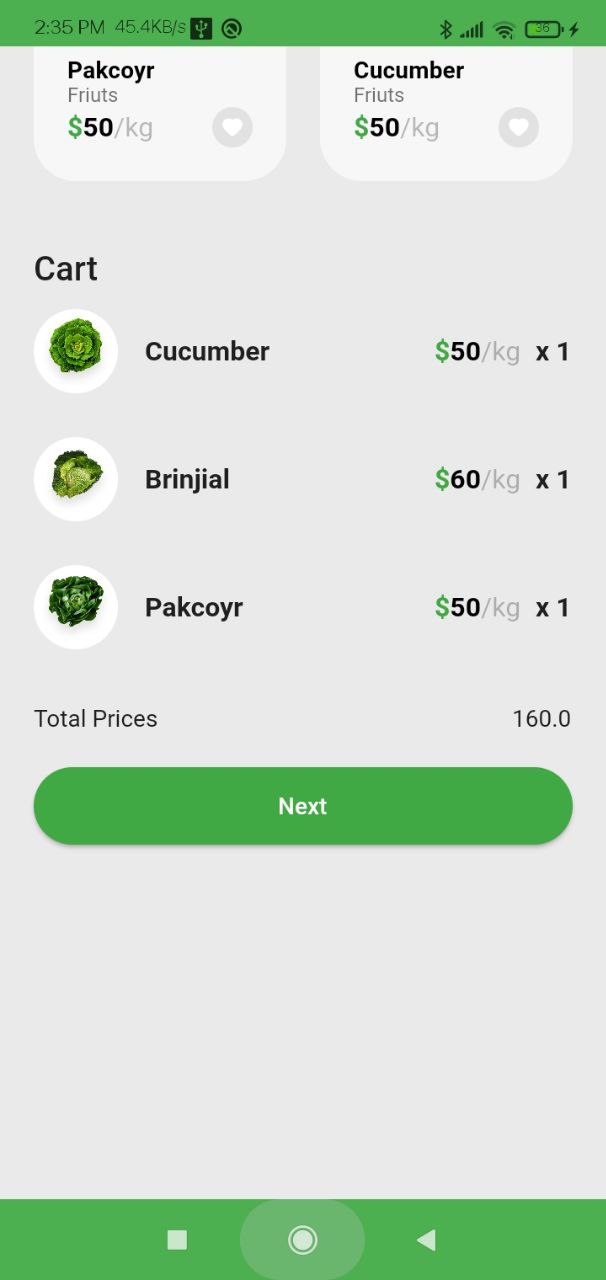 2:35 PM 45.4KB/s 36
Pakcoyr Cucumber
Friuts Friuts
$50/kg $50/kg
Cart
Cucumber $50/kg x 1
Brinjial $60/kg x 1
Pakcoyr $50/kg x 1
Total Prices 160.0
Next